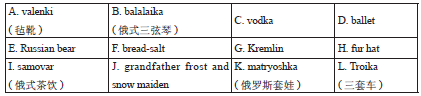 A. valenki
（毡靴）
B. balalaika
（俄式三弦琴）
C. vodka
D. ballet
E. Russian bear
F. bread-salt
G. Kremlin
H. fur hat
I. samovar
（俄式茶饮）
J. grandfather frost and
snow maiden
K. matryoshka
（俄罗斯套娃）
L. Troika
（三套车）